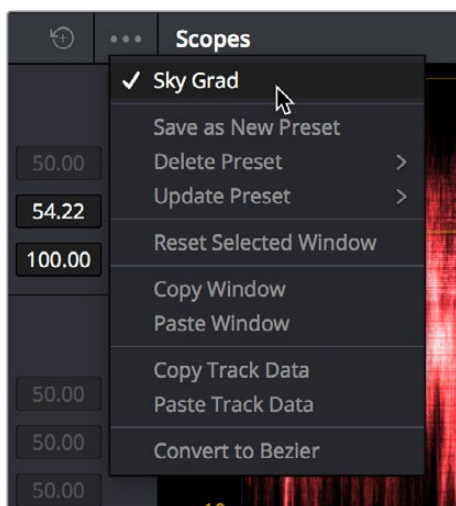 Scopes
Sky Grad
Save as New Preset
Delete Preset
Update Preset
Reset Selected Window
Copy Window
Paste Window
Copy Track Data
Paste Track Data
Convert to Bezier
50.00
54.22
100.00
50.00
50.00
50.00